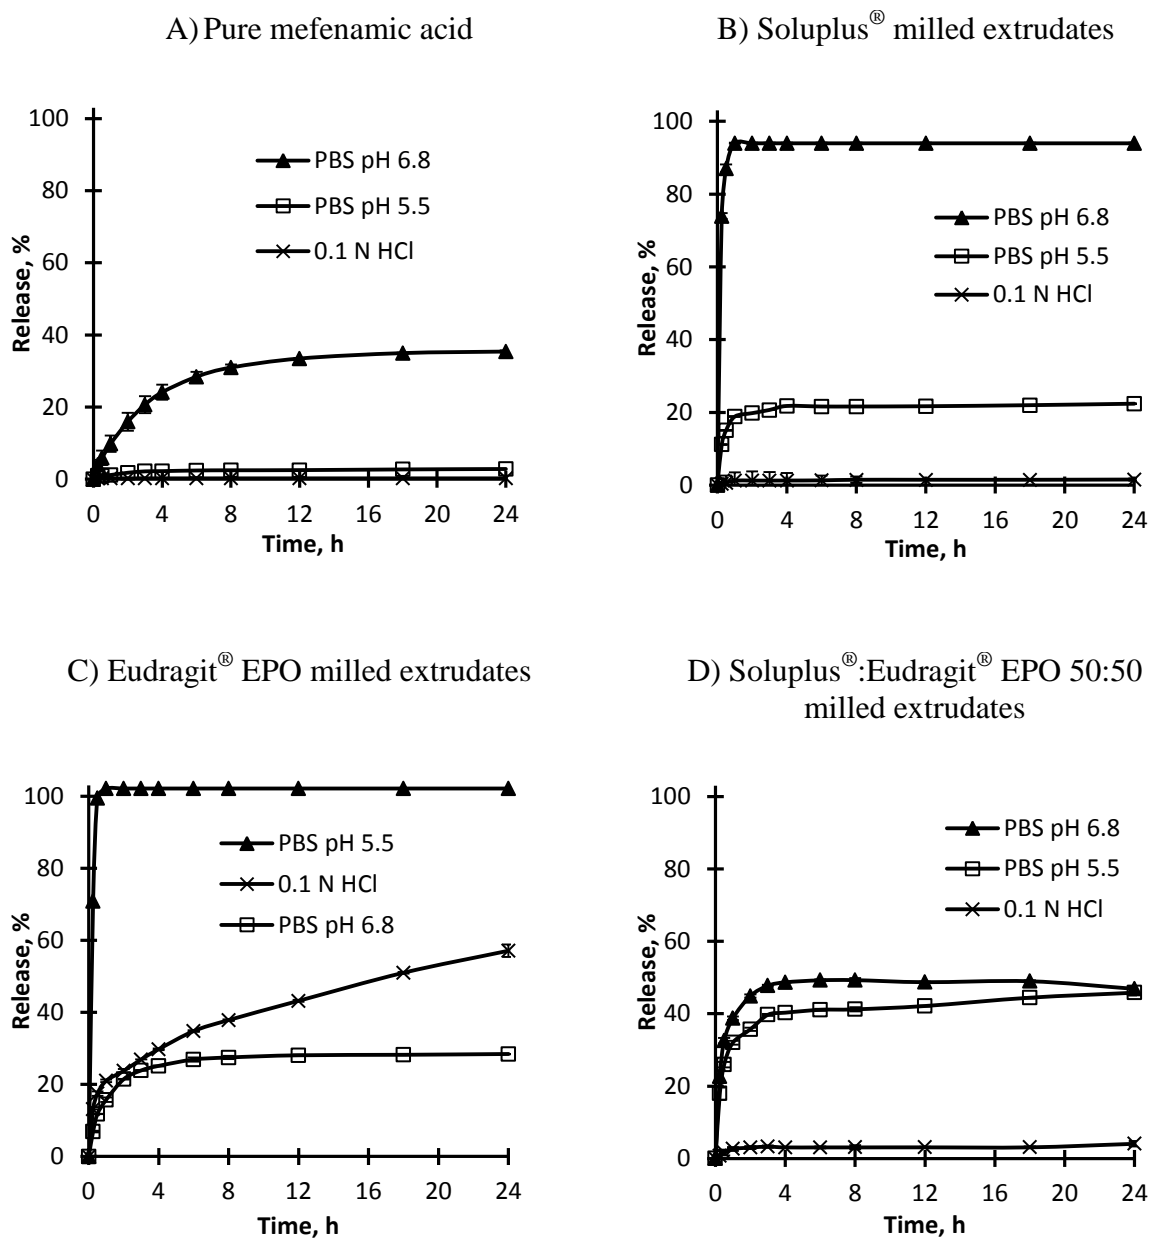 A) Pure mefenamic acid
100
80
60
40
20
0
Release, %
PBS pH 6.8
PBS pH 5.5
0.1 N HCl
0 4 8 12 16 20 24
Time, h
B) Soluplus® milled extrudates
100
80
60
40
20
0
Release, %
PBS pH 6.8
PBS pH 5.5
0.1 N HCl
0 4 8 12 16 20 24
Time, h
C) Eudragit® EPO milled extrudates
100
80
60
40
20
0
Release, %
PBS pH 5.5
0.1 N HCl
PBS pH 6.8
0 4 8 12 16 20 24
Time, h
D) Soluplus®:Eudragit® EPO 50:50
milled extrudates
100
80
60
40
20
0
Release, %
PBS pH 6.8
PBS pH 5.5
0.1 N HCl
0 4 8 12 16 20 24
Time, h